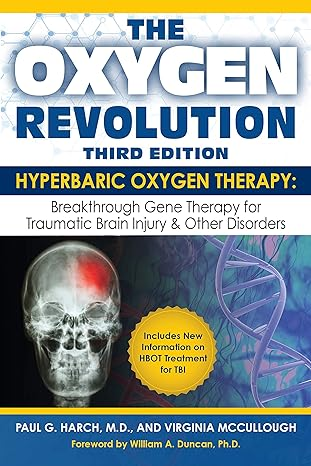 THE
OXYGEN
REVOLUTION
THIRD EDITION
HYPERBARIC OXYGEN THERAPY:
Breakthrough Gene Therapy for
Traumatic Brain Injury & Other Disorders
Includes New
Information on
HBOT Treatment
for TBI
PAUL G. HARCH, M.D., AND VIRGINIA MCCULLOUGH
Foreword by William A. Duncan, Ph.D.